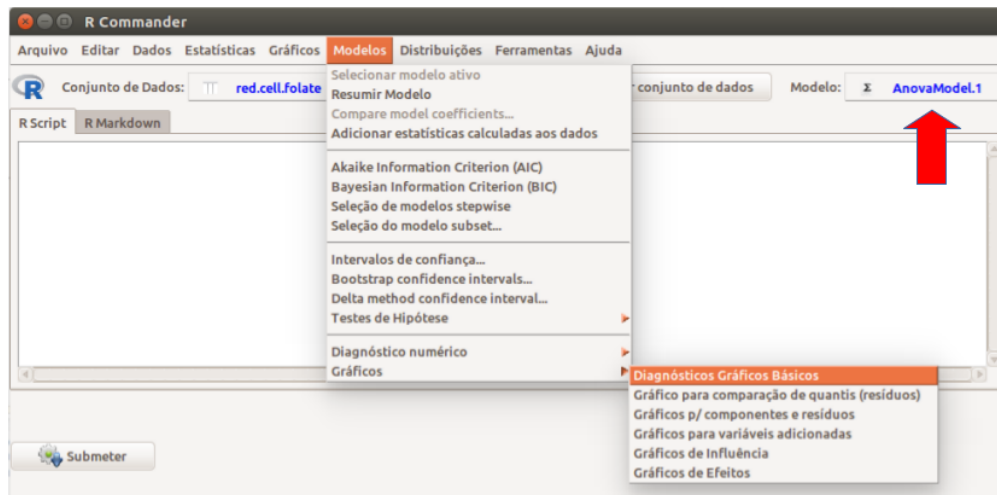 R Commander
Arquivo Editar Dados Estatísticas Gráficos Modelos Distribuições Ferramentas Ajuda
R Conjunto de Dados: red.cell.folate conjunto de dados Modelo: Σ AnovaModel.1
R Script R Markdown
Selecionar modelo ativo
Resumir Modelo
Compare model coefficients...
Adicionar estatísticas calculadas aos dados
Akaike Information Criterion (AIC)
Bayesian Information Criterion (BIC)
Seleção de modelos stepwise
Seleção do modelo subset...
Intervalos de confiança...
Bootstrap confidence intervals...
Delta method confidence interval...
Testes de Hipótese
Diagnóstico numérico
Gráficos
Diagnósticos Gráficos Básicos
Gráfico para comparação de quantis (resíduos)
Gráficos p/ componentes e resíduos
Gráficos para variáveis adicionadas
Gráficos de Influência
Gráficos de Efeitos
Submeter